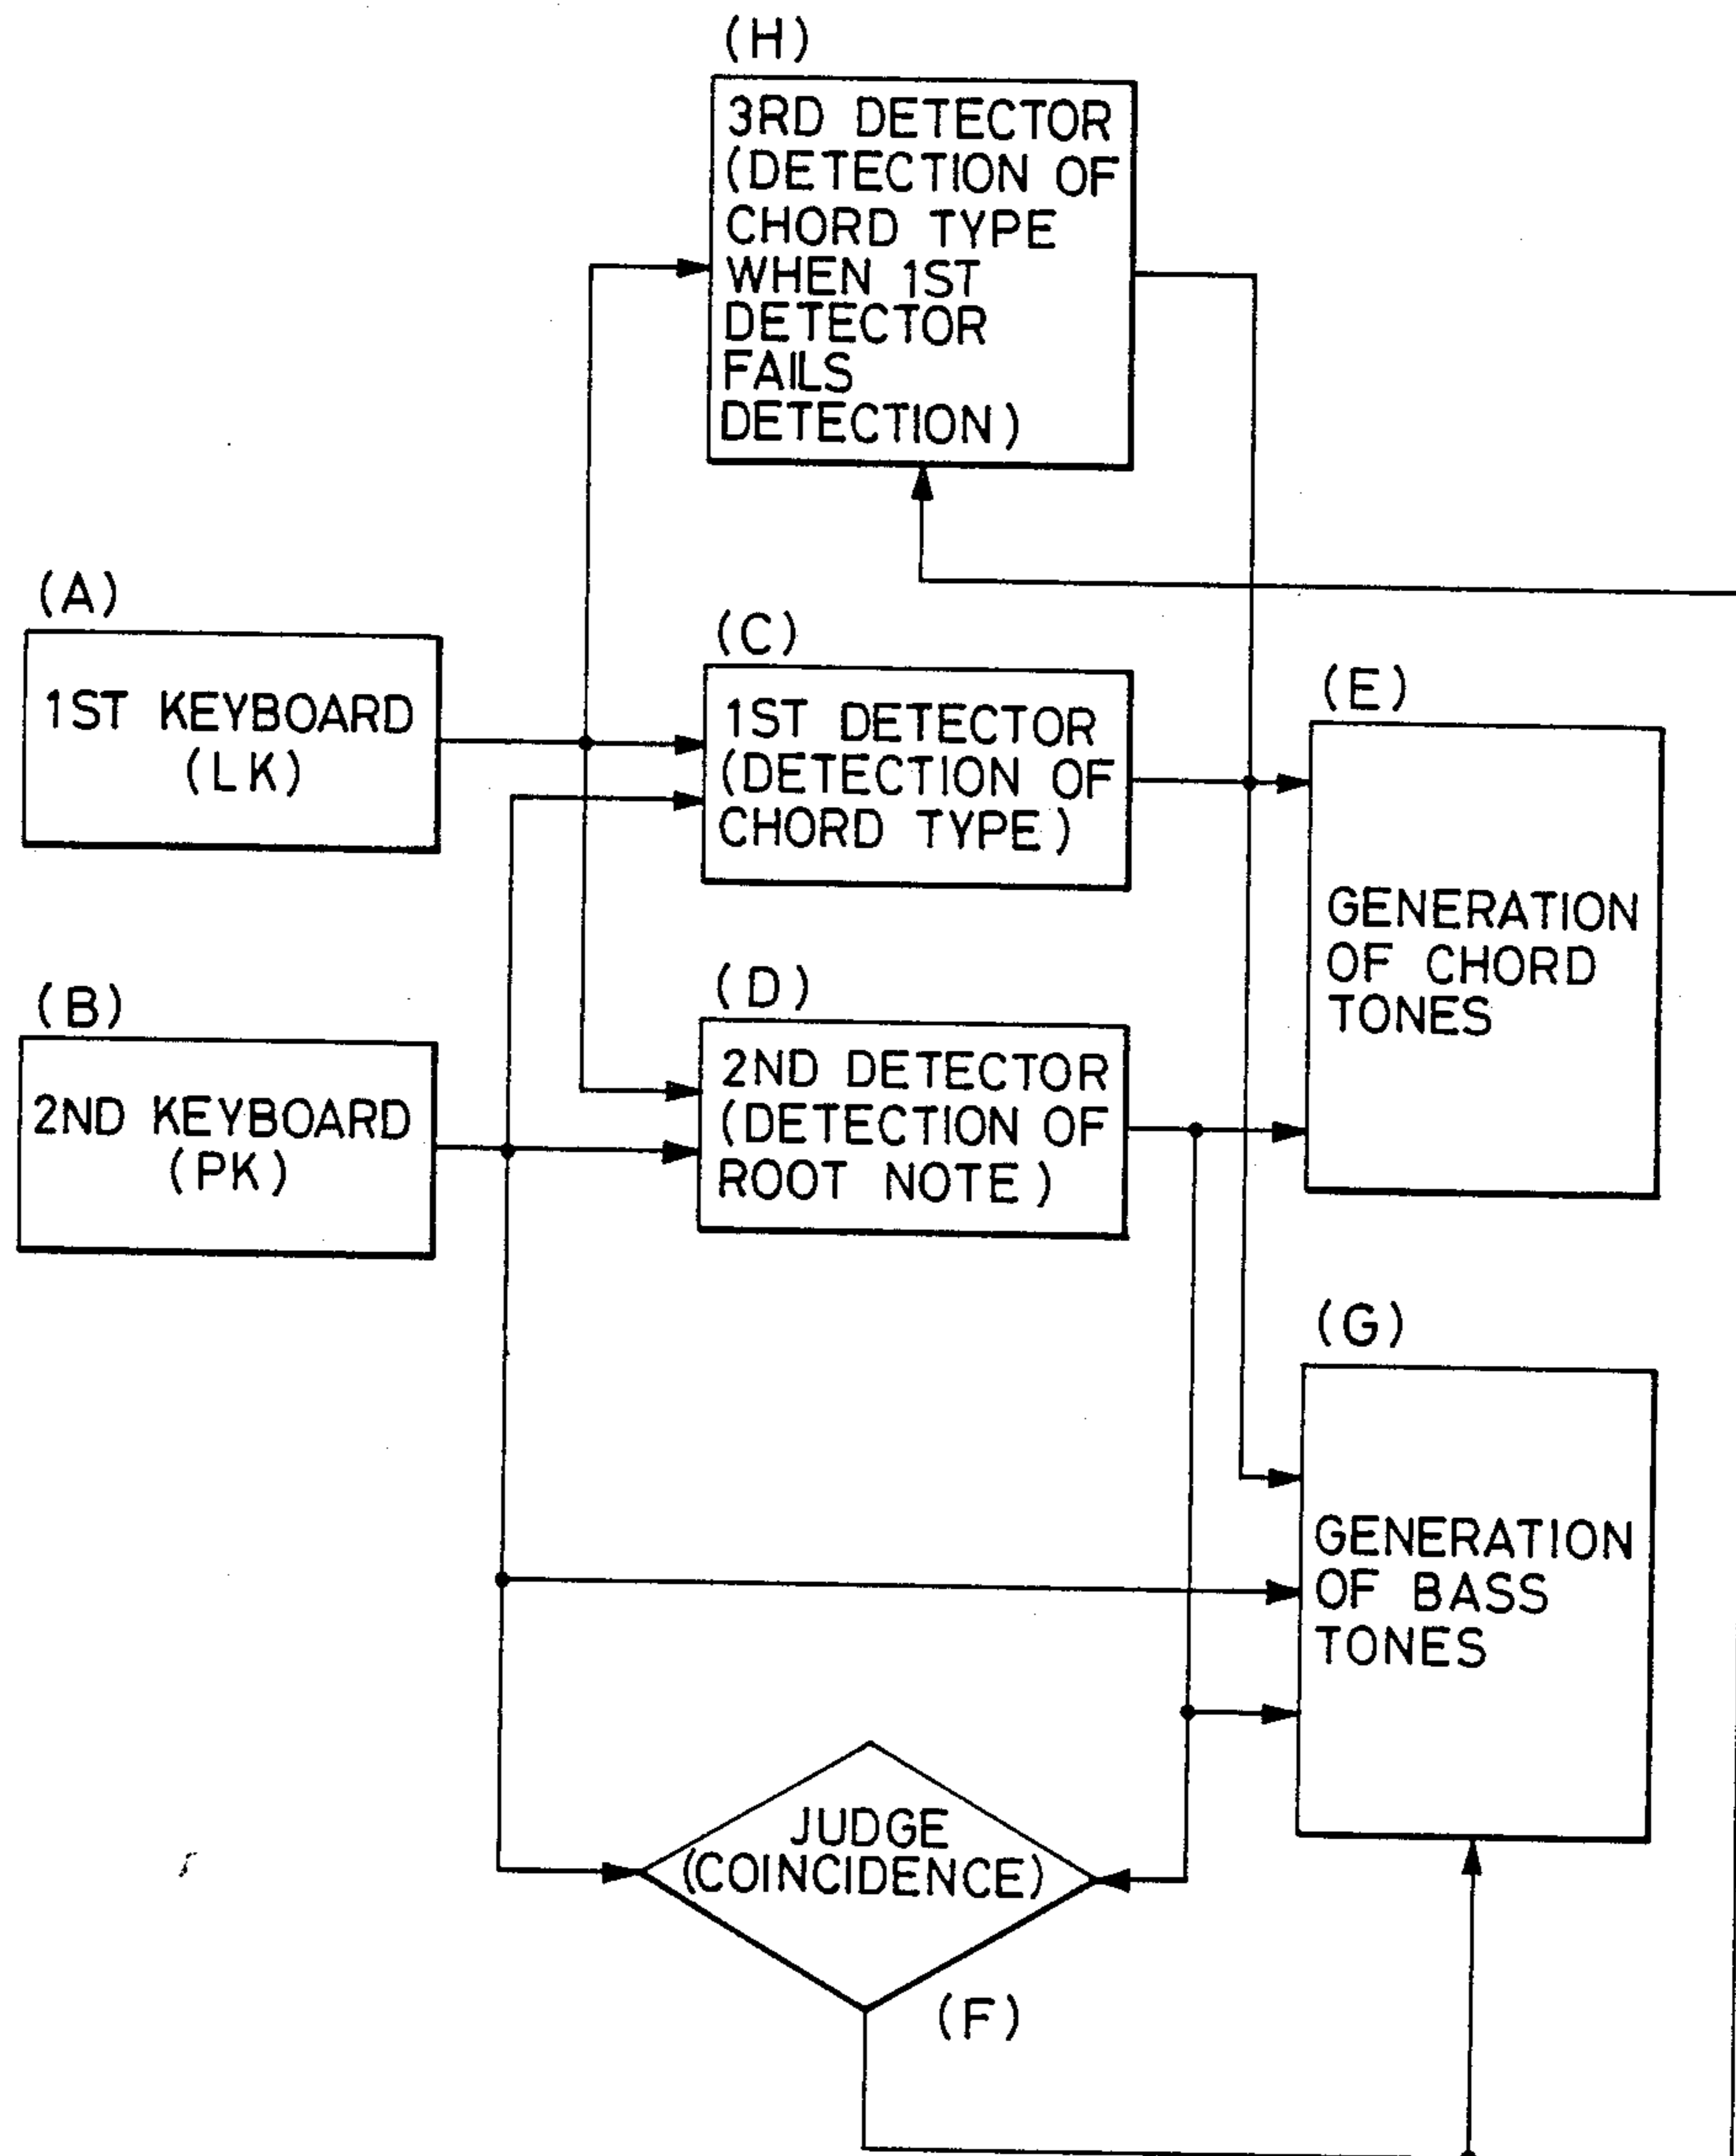 (H)
3RD DETECTOR
(DETECTION OF
CHORD TYPE
WHEN 1ST
DETECTOR
FAILS
DETECTION)
(A)
1ST KEYBOARD
(LK)
(C)
1ST DETECTOR
(DETECTION OF
CHORD TYPE)
(E)
GENERATION
OF CHORD
TONES
(B)
2ND KEYBOARD
(PK)
(D)
2ND DETECTOR
(DETECTION OF
ROOT NOTE)
(G)
GENERATION
OF BASS
TONES
JUDGE
(COINCIDENCE)
(F)